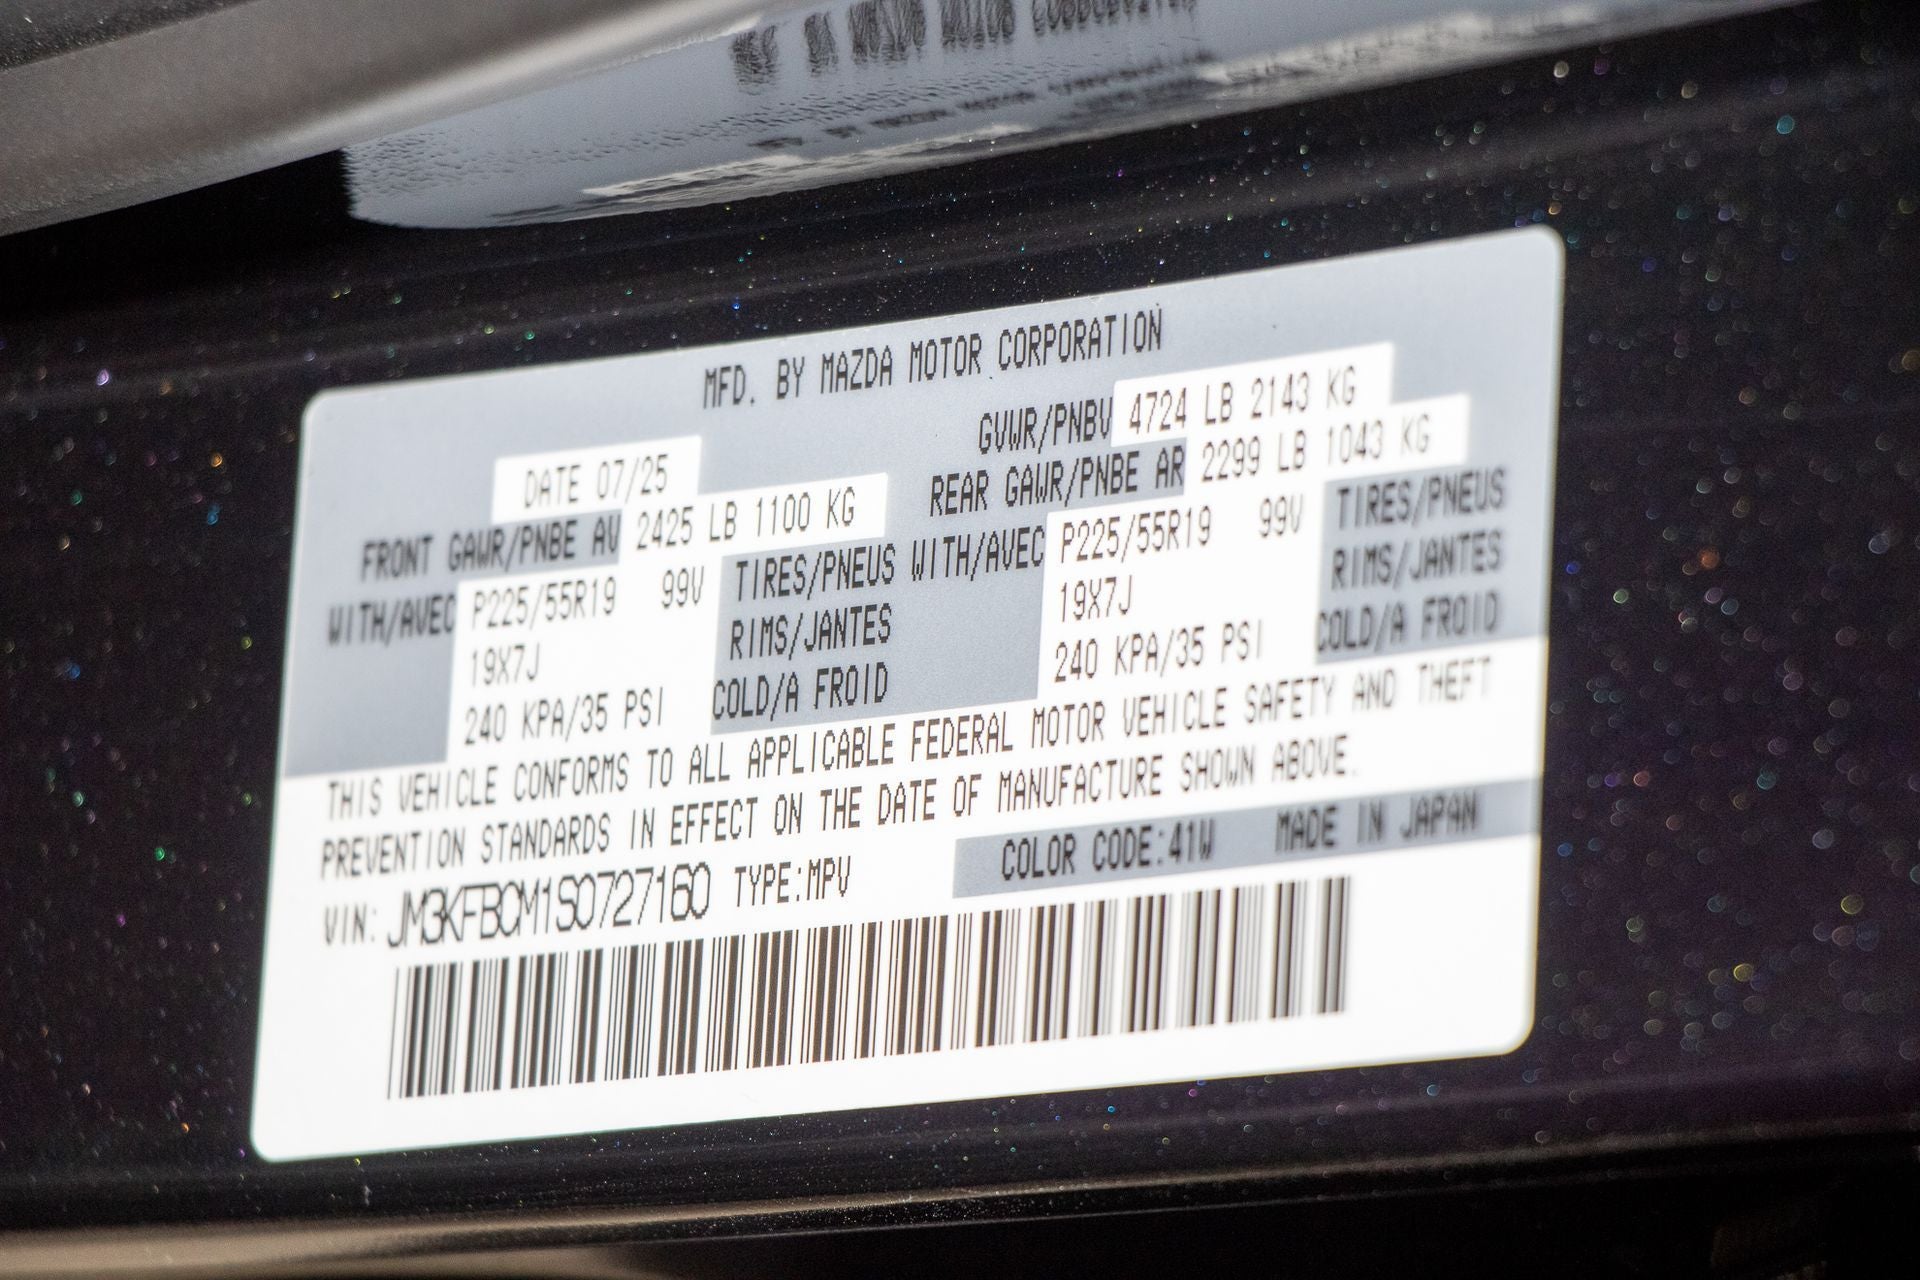 MFD. BY MAZDA MOTOR CORPORATION
GVWR/PNBV 4724 LB 2143 KG
DATE 07/25
REAR GAWR/PNBE AR 2299 LB 1043 KG
FRONT GAWR/PNBE AV 2425 LB 1100 KG
WITH/AVEC P225/55R19 99V TIRES/PNEUS
19X7J RIMS/JANTES
240 KPA/35 PSI COLD/A FROID
WITH/AVEC P225/55R19 99V TIRES/PNEUS
19X7J RIMS/JANTES
240 KPA/35 PSI COLD/A FROID
THIS VEHICLE CONFORMS TO ALL APPLICABLE FEDERAL MOTOR VEHICLE SAFETY AND THEFT
PREVENTION STANDARDS IN EFFECT ON THE DATE OF MANUFACTURE SHOWN ABOVE.
COLOR CODE:41W MADE IN JAPAN
VIN: JM3KFBCM1S0727160 TYPE:MPV